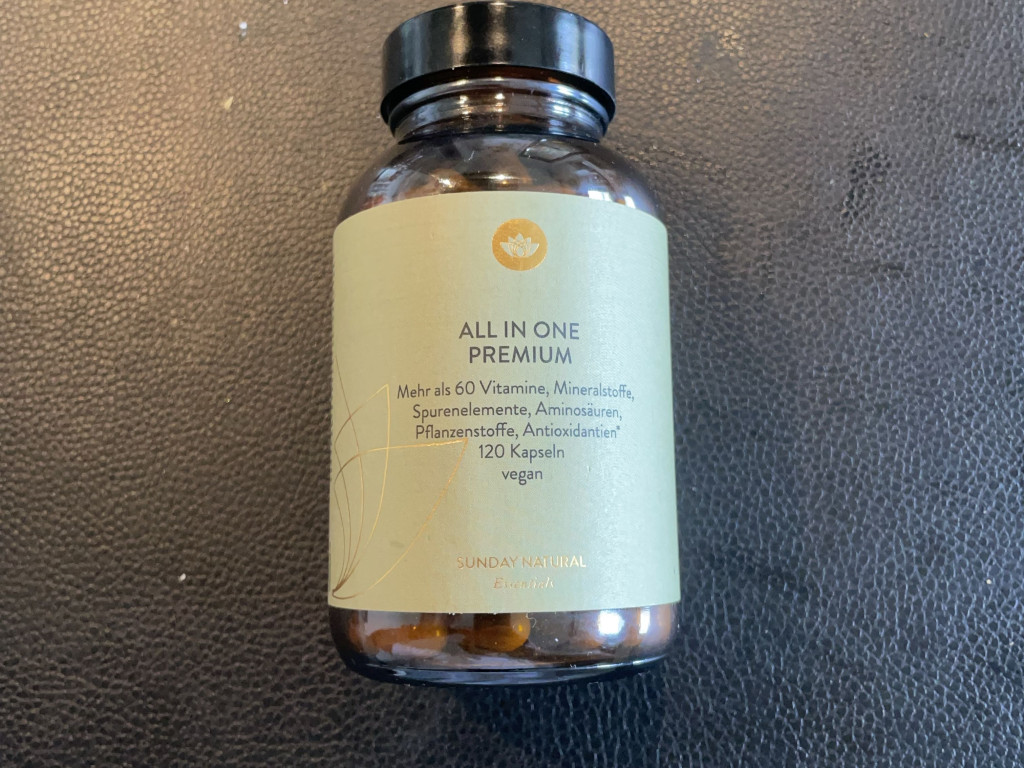 ALL IN ONE
PREMIUM
Mehr als 60 Vitamine, Mineralstoffe,
Spurenelemente, Aminosäuren,
Pflanzenstoffe, Antioxidantien*
120 Kapseln
vegan
SUNDAY NATURAL